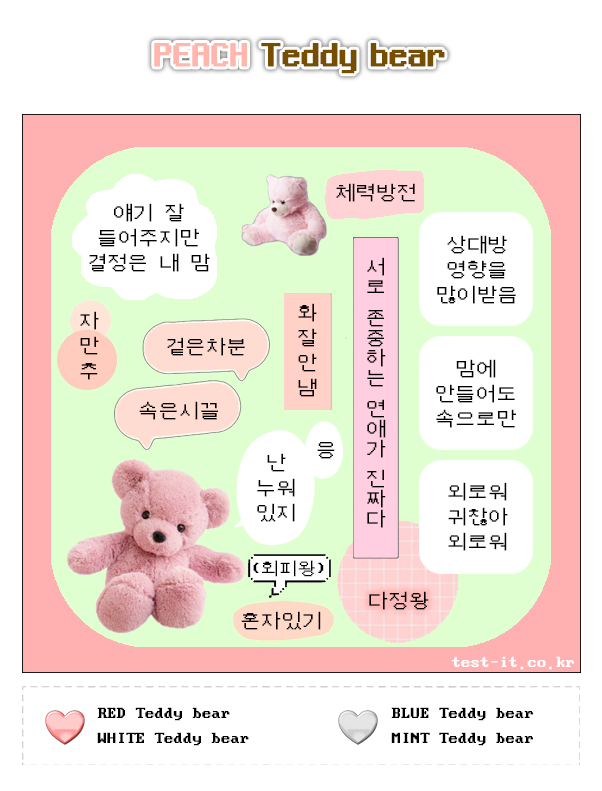 PEACH Teddy bear
얘기 잘
들어주지만
결정은 내 맘
체력방전
상대방
영향을
많이받음
자
만
추
겉은차분
속은시끌
화
잘
안
냄
서로 존중하는 연애가 진짜다
맘에
안들어도
속으로만
응
난
누워
있지
외로워
귀찮아
외로워
(회피왕)
혼자있기
다정왕
test-it.co.kr
RED Teddy bear
WHITE Teddy bear
BLUE Teddy bear
MINT Teddy bear